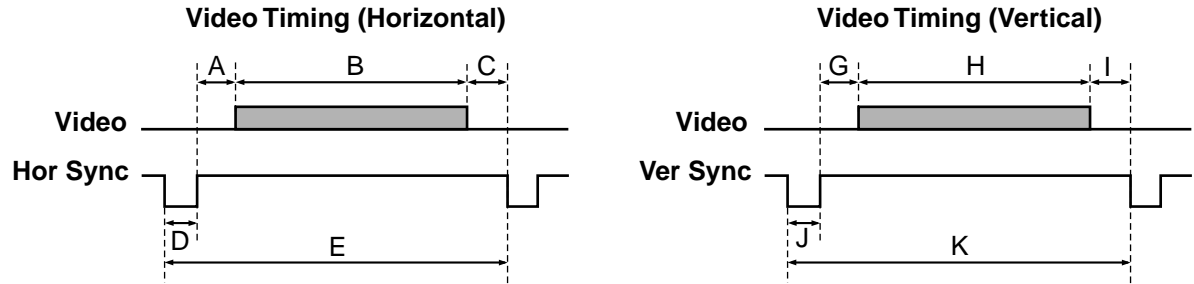 Video Timing (Horizontal)
A B C
Video
Hor Sync
D
E
Video Timing (Vertical)
G H I
Video
Ver Sync
J
K